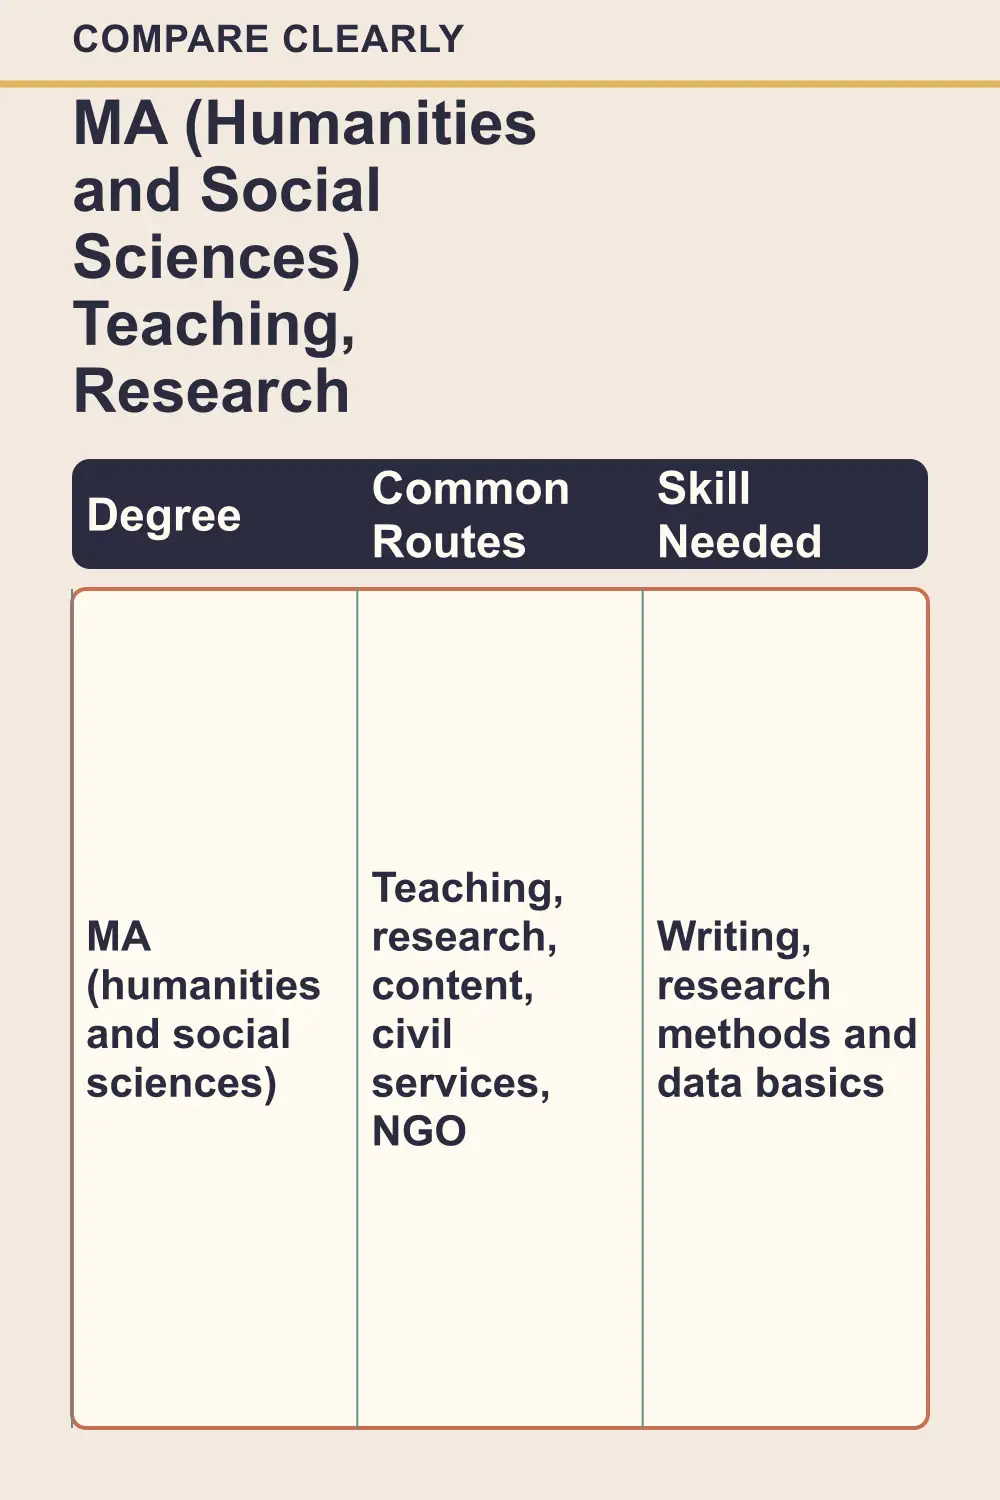 COMPARE CLEARLY
MA (Humanities
and Social
Sciences)
Teaching,
Research
Degree
Common
Routes
Skill
Needed
MA
(humanities
and social
sciences)
Teaching,
research,
content,
civil
services,
NGO
Writing,
research
methods and
data basics